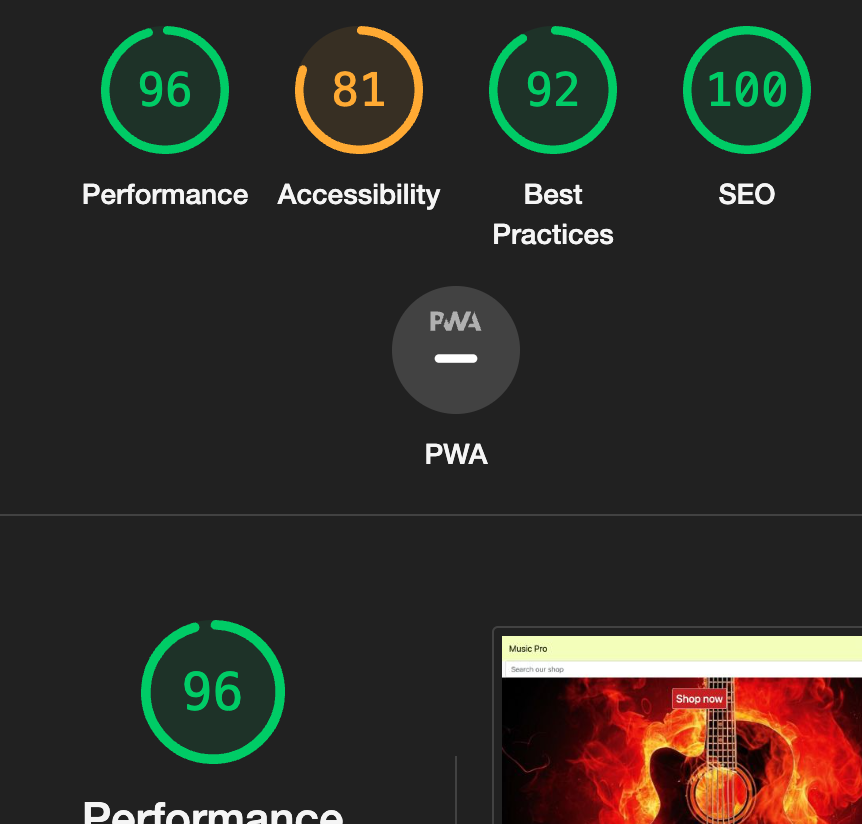 96
81
92
100
Performance
Accessibility
Best
Practices
SEO
PWA
PWA
96
Performance
Music Pro
Search our shop
Shop now